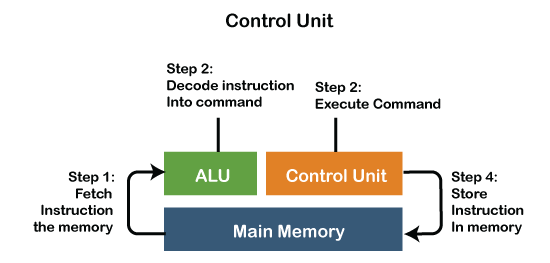 Control Unit
Step 2:
Decode instruction
Into command
Step 2:
Execute Command
Step 1:
Fetch
Instruction
the memory
ALU
Control Unit
Step 4:
Store
Instruction
In memory
Main Memory